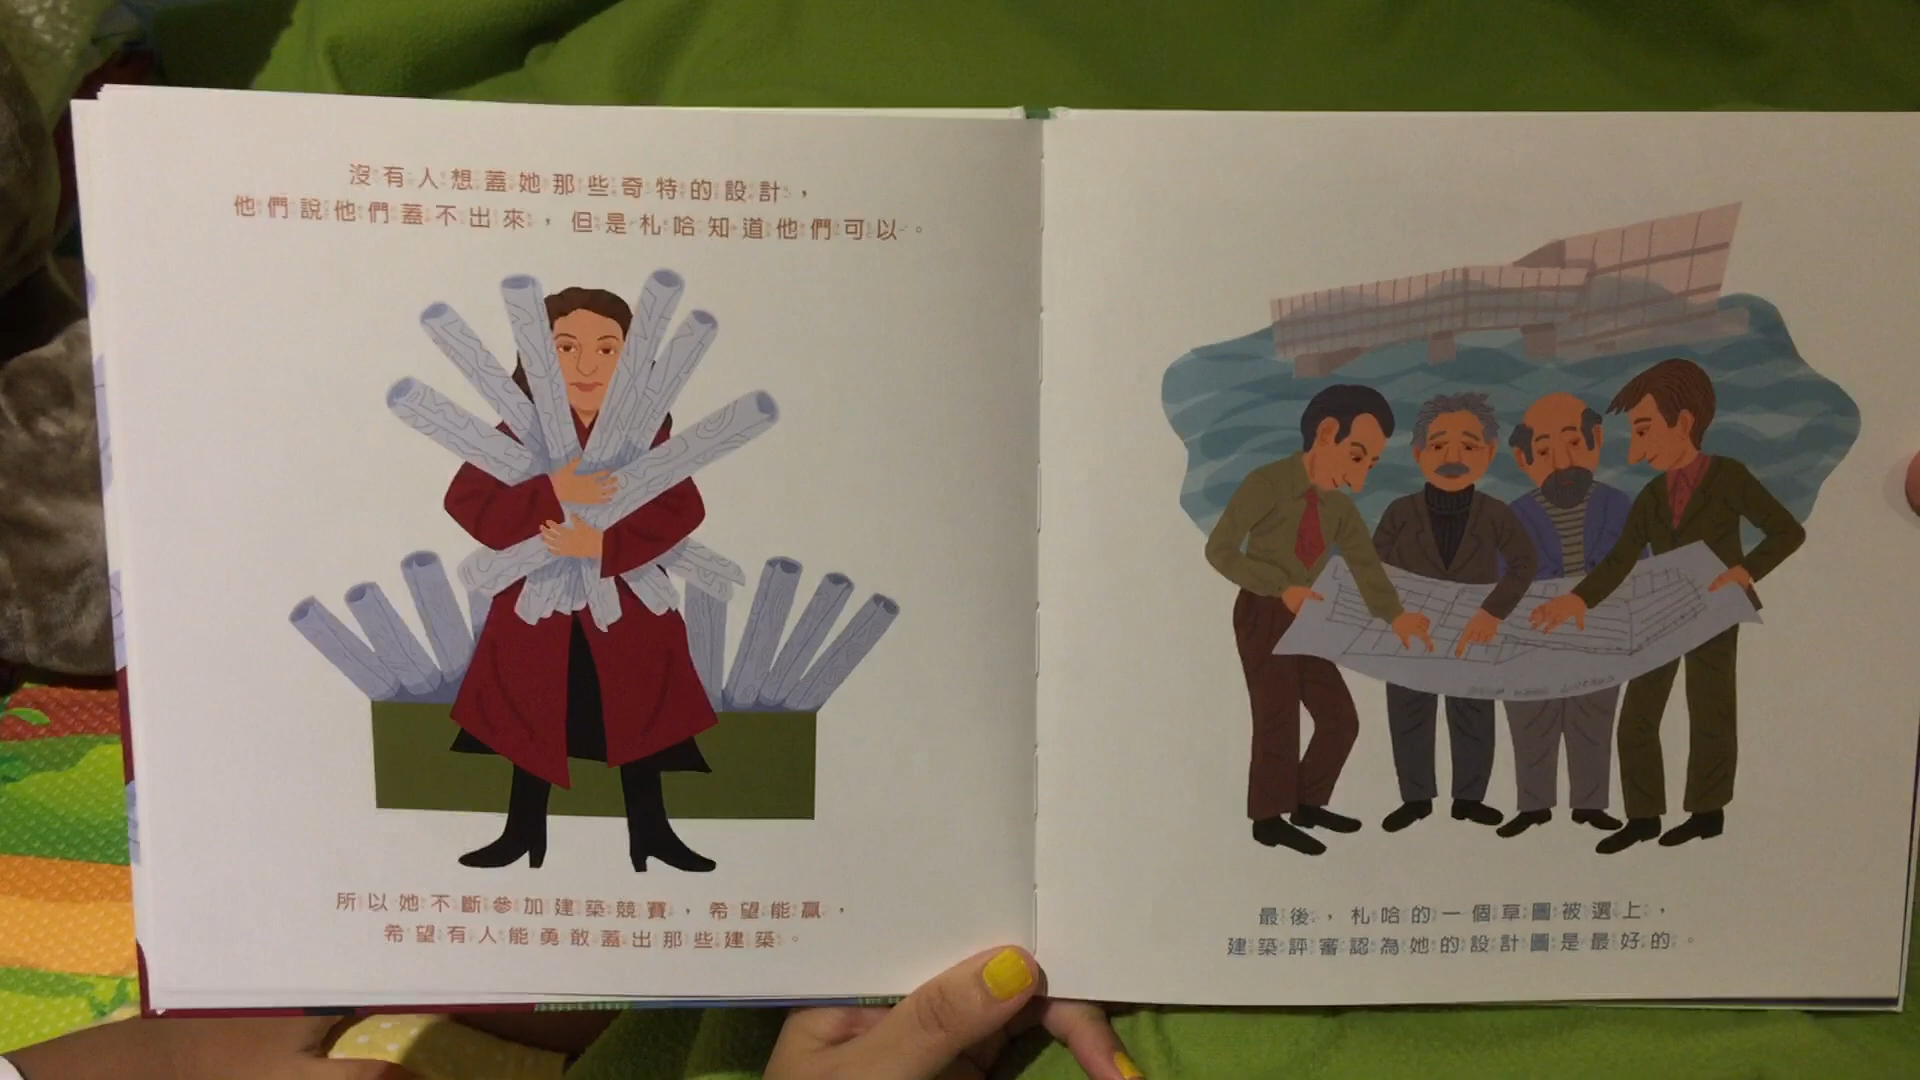 沒有人想蓋她那些奇特的設計，
他們說他們蓋不出來，但是札哈知道他們可以。
所以她不斷參加建築競賽，希望能贏，
希望有人能勇敢蓋出那些建築。
最後，札哈的一個草圖被選上，
建築評審認為她的設計圖是最好的。